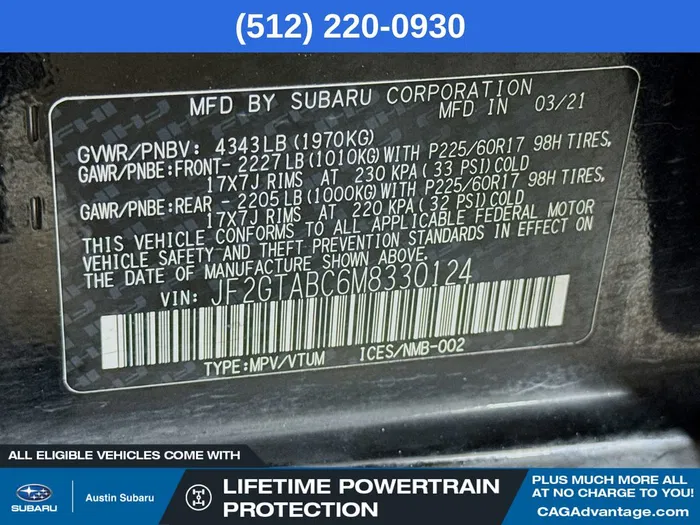 (512) 220-0930
MFD BY SUBARU CORPORATION
MFD IN 03/21
GVWR/PNBV: 4343LB(1970KG)
GAWR/PNBE:FRONT-2227LB(1010KG)WITH P225/60R17 98H TIRES,
17X7J RIMS AT 230 KPA(33 PSI)COLD
GAWR/PNBE:REAR -2205LB(1000KG)WITH P225/60R17 98H TIRES,
17X7J RIMS AT 220 KPA(32 PSI)COLD
THIS VEHICLE CONFORMS TO ALL APPLICABLE FEDERAL MOTOR
VEHICLE SAFETY AND THEFT PREVENTION STANDARDS IN EFFECT ON
THE DATE OF MANUFACTURE SHOWN ABOVE.
VIN: JF2GTABC6M8330124
TYPE:MPV/VTUM ICES/NMB-002
ALL ELIGIBLE VEHICLES COME WITH
SUBARU
Austin Subaru
LIFETIME POWERTRAIN
PROTECTION
PLUS MUCH MORE ALL
AT NO CHARGE TO YOU!
CAGAdvantage.com